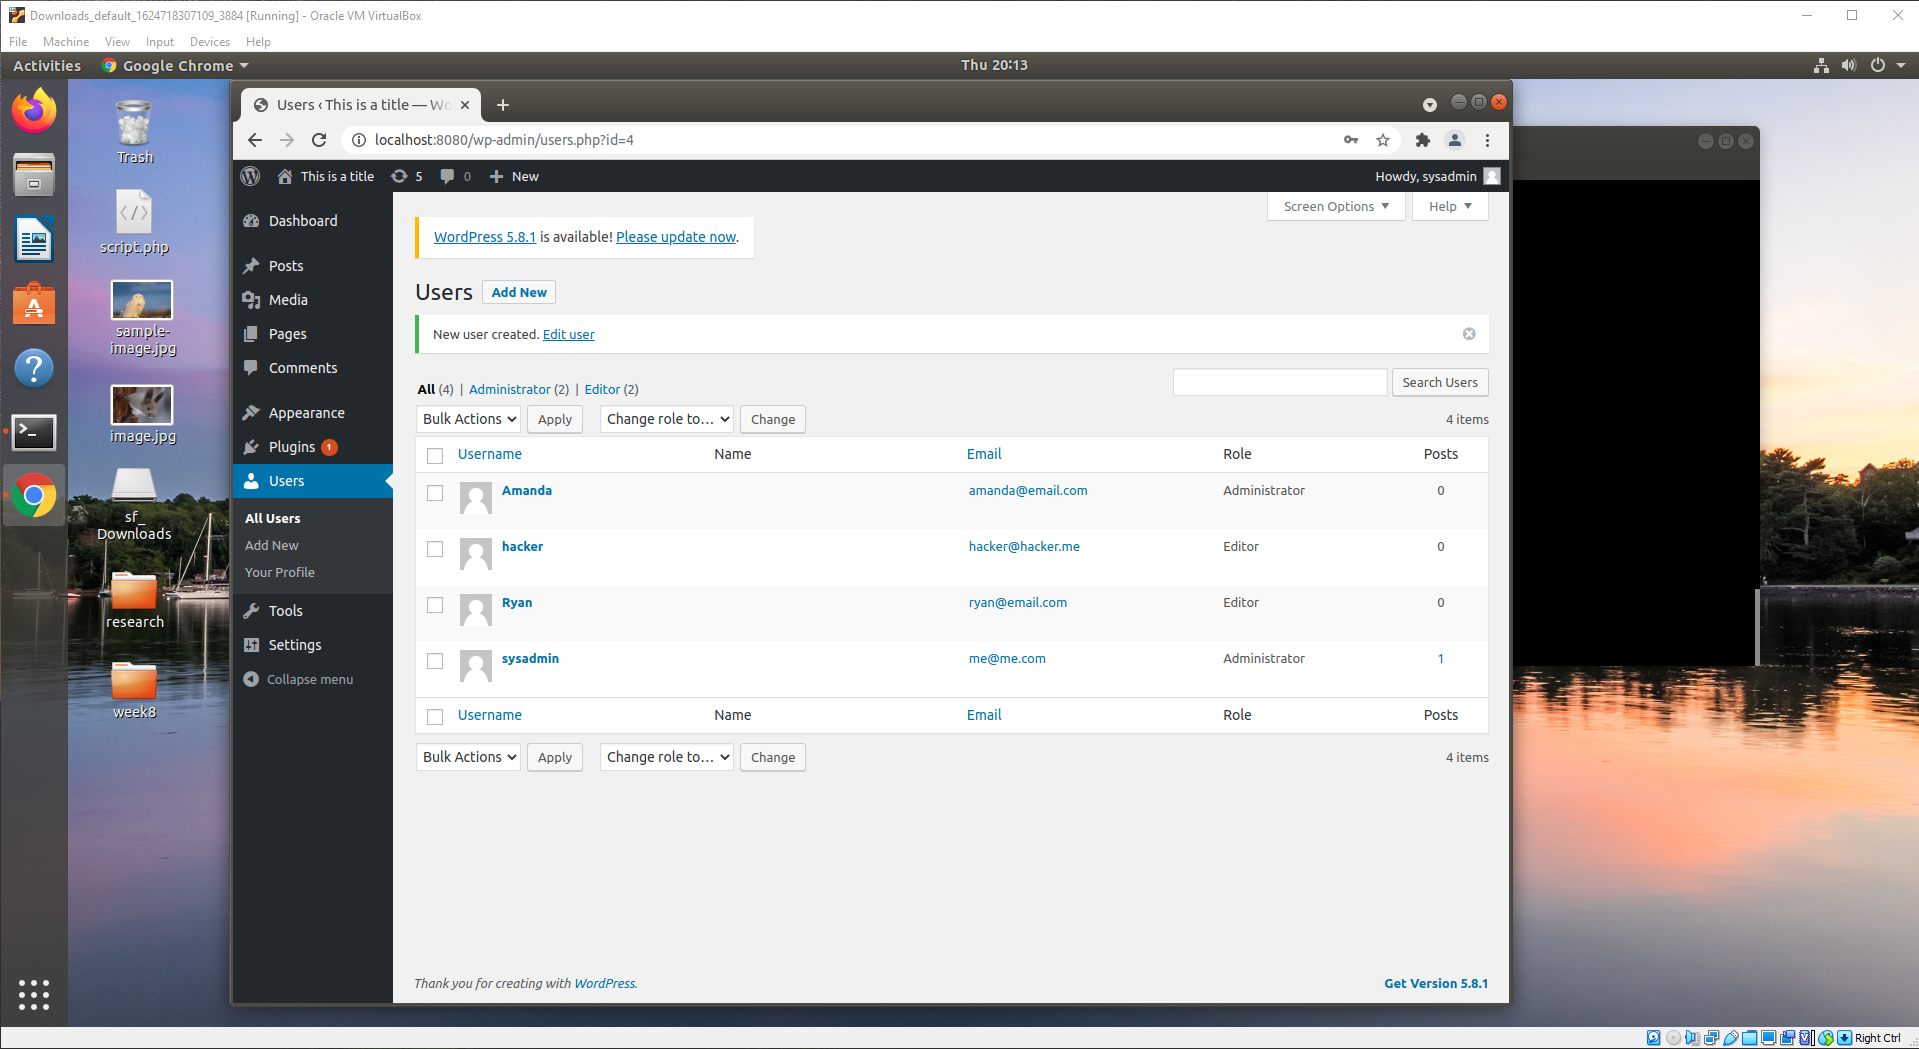 Downloads_default_1624718307109_3884 [Running] - Oracle VM VirtualBox
File Machine View Input Devices Help
Activities Google Chrome Thu 20:13
Users ‹ This is a title — Wo
localhost:8080/wp-admin/users.php?id=4
This is a title 5 0 New Howdy, sysadmin
Trash
script.php
sample-
image.jpg
image.jpg
sf_
Downloads
research
week8
Dashboard
Posts
Media
Pages
Comments
Appearance
Plugins 1
Users
All Users
Add New
Your Profile
Tools
Settings
Collapse menu
Screen Options Help
WordPress 5.8.1 is available! Please update now.
Users Add New
New user created. Edit user
All (4) | Administrator (2) | Editor (2) Search Users
Bulk Actions Apply Change role to… Change 4 items
Username Name Email Role Posts
Amanda amanda@email.com Administrator 0
hacker hacker@hacker.me Editor 0
Ryan ryan@email.com Editor 0
sysadmin me@me.com Administrator 1
Username Name Email Role Posts
Bulk Actions Apply Change role to… Change 4 items
Thank you for creating with WordPress. Get Version 5.8.1
Right Ctrl